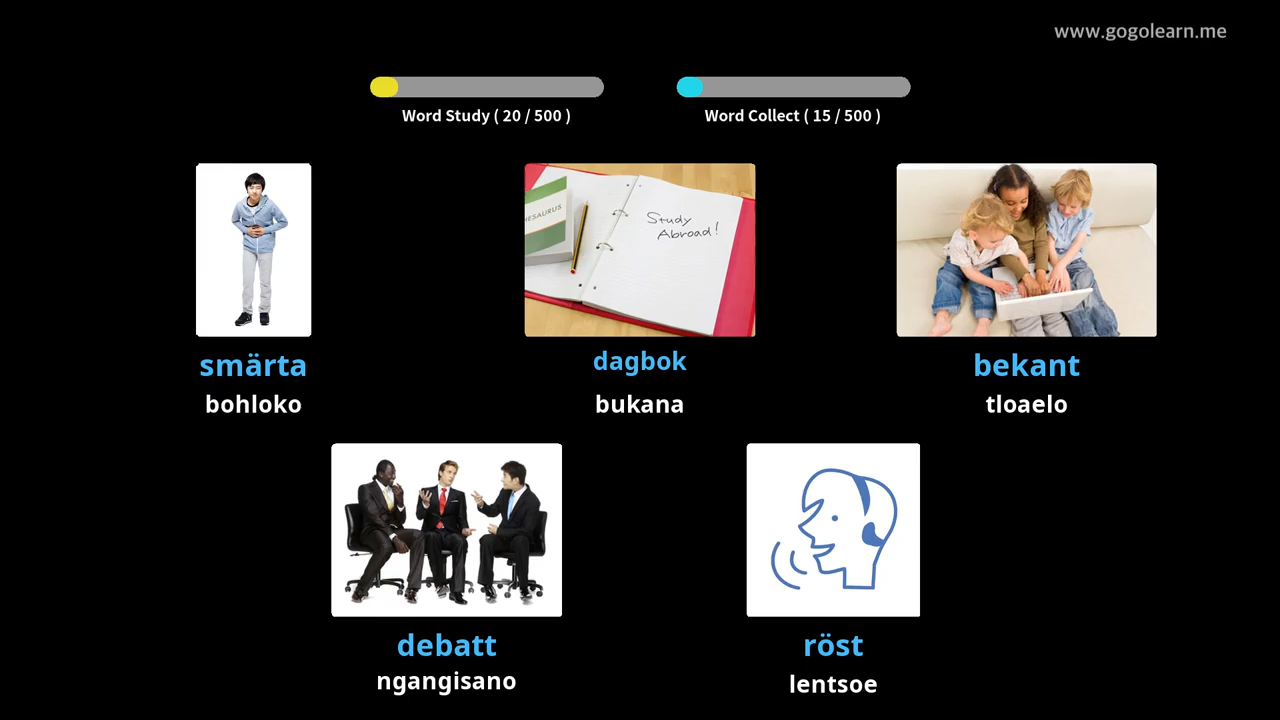 www.gogolearn.me
Word Study ( 20 / 500 )
Word Collect ( 15 / 500 )
HESAURUS
Study
Abroad!
smärta
bohloko
dagbok
bukana
bekant
tloaelo
debatt
ngangisano
röst
lentsoe